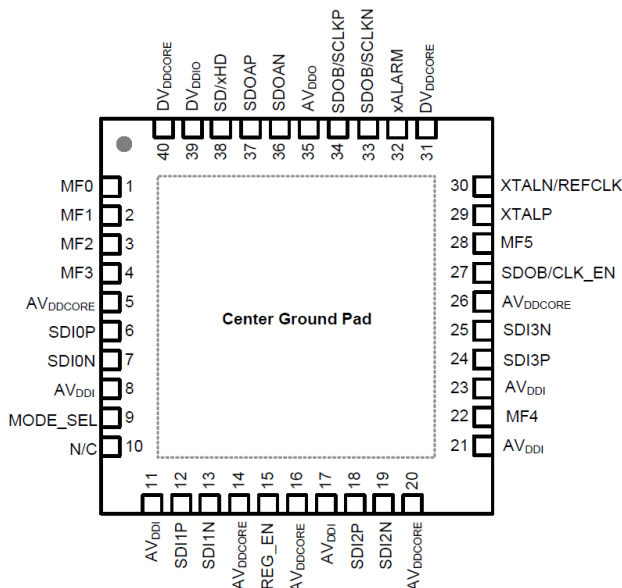 DVDDCORE
DVDDIO
SD/xHD
SDOAP
SDOAN
AVDDO
SDOB/SCLKP
SDOB/SCLKN
xALARM
DVDDCORE
40
39
38
37
36
35
34
33
32
31
MF0 1
MF1 2
MF2 3
MF3 4
AVDDCORE 5
SDI0P 6
SDI0N 7
AVDDI 8
MODE_SEL 9
N/C 10
Center Ground Pad
30 XTALN/REFCLK
29 XTALP
28 MF5
27 SDOB/CLK_EN
26 AVDDCORE
25 SDI3N
24 SDI3P
23 AVDDI
22 MF4
21 AVDDI
11
12
13
14
15
16
17
18
19
20
AVDDI
SDI1P
SDI1N
AVDDCORE
REG_EN
AVDDCORE
AVDDI
SDI2P
SDI2N
AVDDCORE